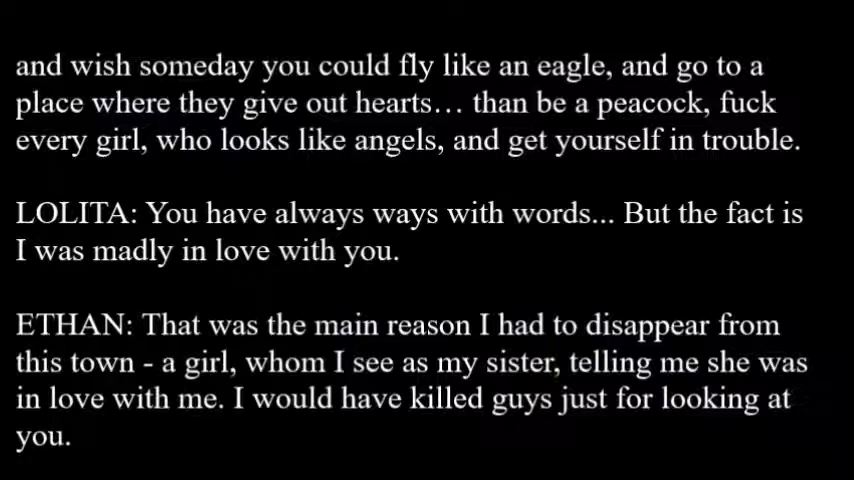 and wish someday you could fly like an eagle, and go to a
place where they give out hearts… than be a peacock, fuck
every girl, who looks like angels, and get yourself in trouble.
LOLITA: You have always ways with words... But the fact is
I was madly in love with you.
ETHAN: That was the main reason I had to disappear from
this town - a girl, whom I see as my sister, telling me she was
in love with me. I would have killed guys just for looking at
you.